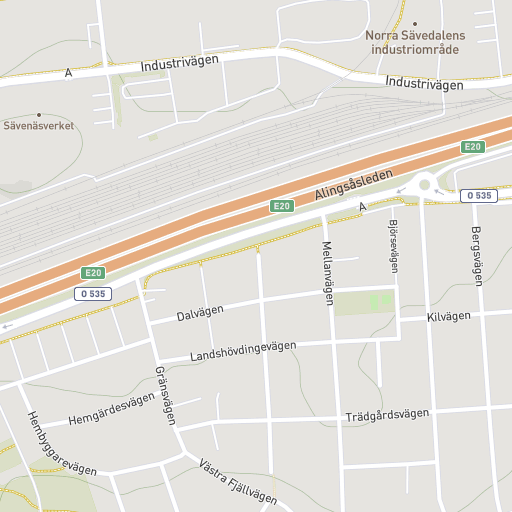 Norra Sävedalens
industriområde
Industrivägen
A
Industrivägen
Sävenäsverket
E20
Alingsåsleden
O 535
E20
A
Björsevägen
Bergsvägen
Mellanvägen
E20
O 535
Dalvägen
Kilvägen
Landshövdingevägen
Gränsvägen
Hemgärdesvägen
Trädgårdsvägen
Hembyggarevägen
Västra Fjällvägen